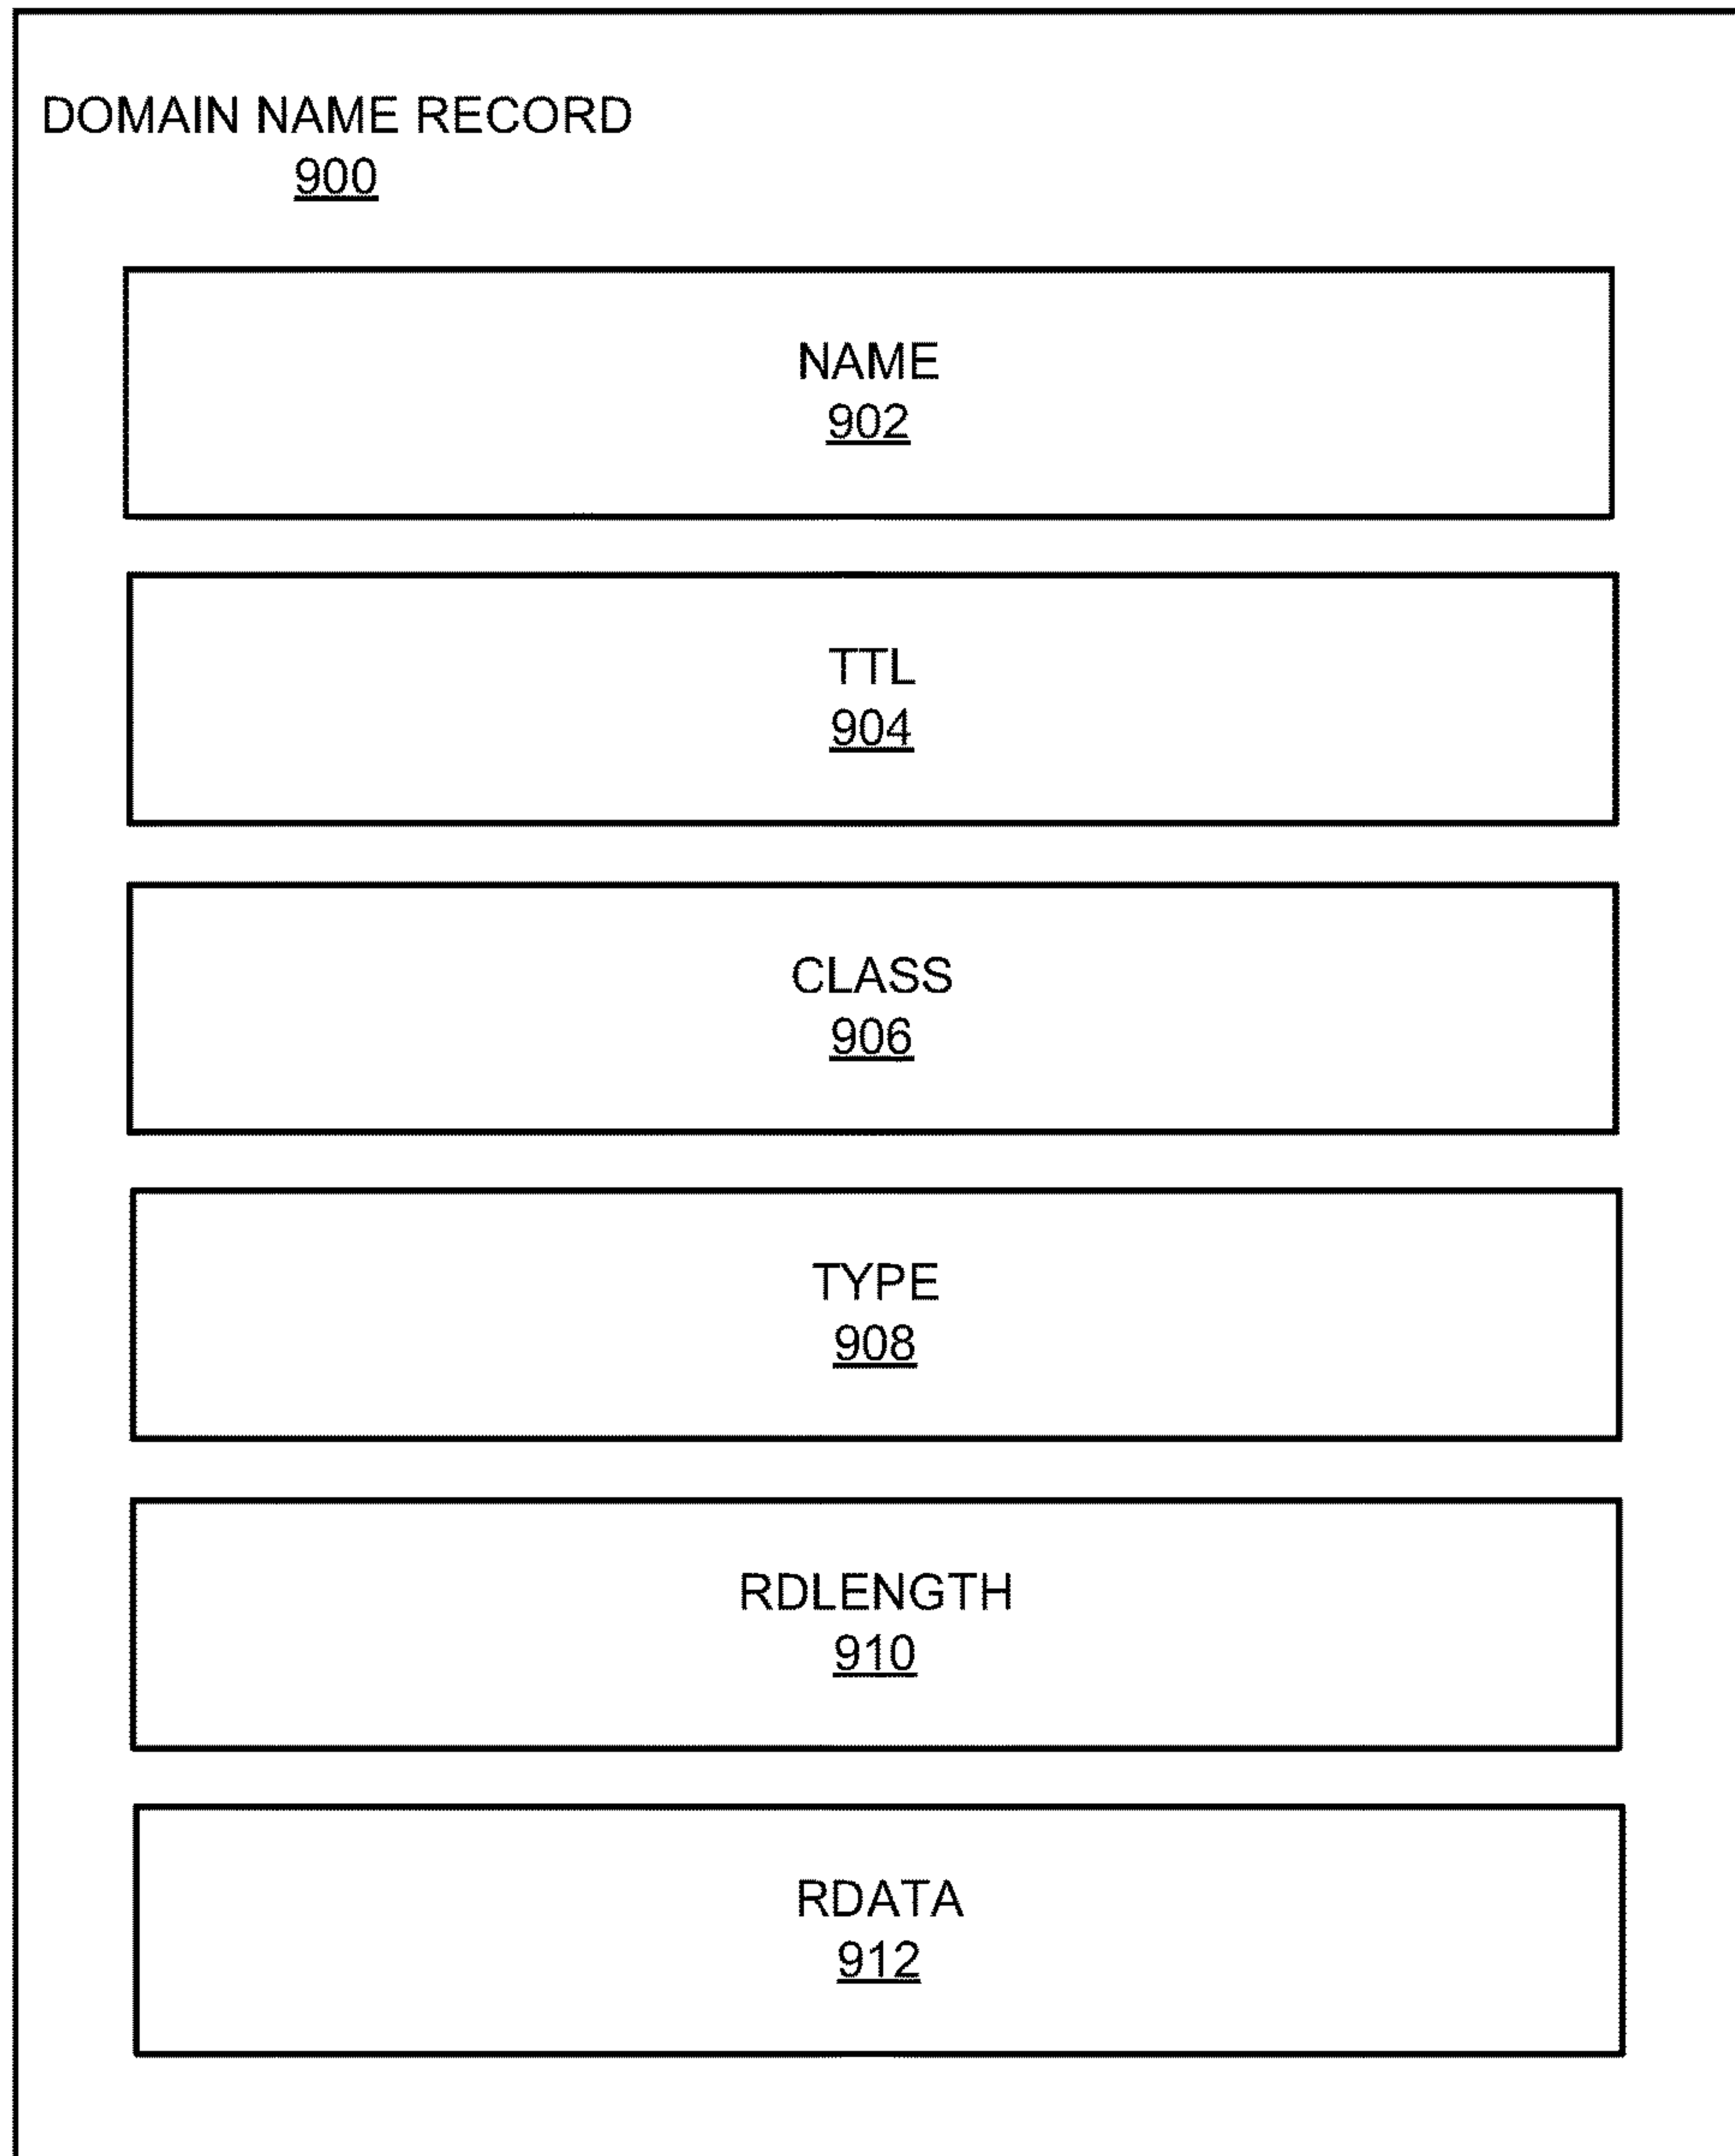 DOMAIN NAME RECORD
900
NAME
902
TTL
904
CLASS
906
TYPE
908
RDLENGTH
910
RDATA
912